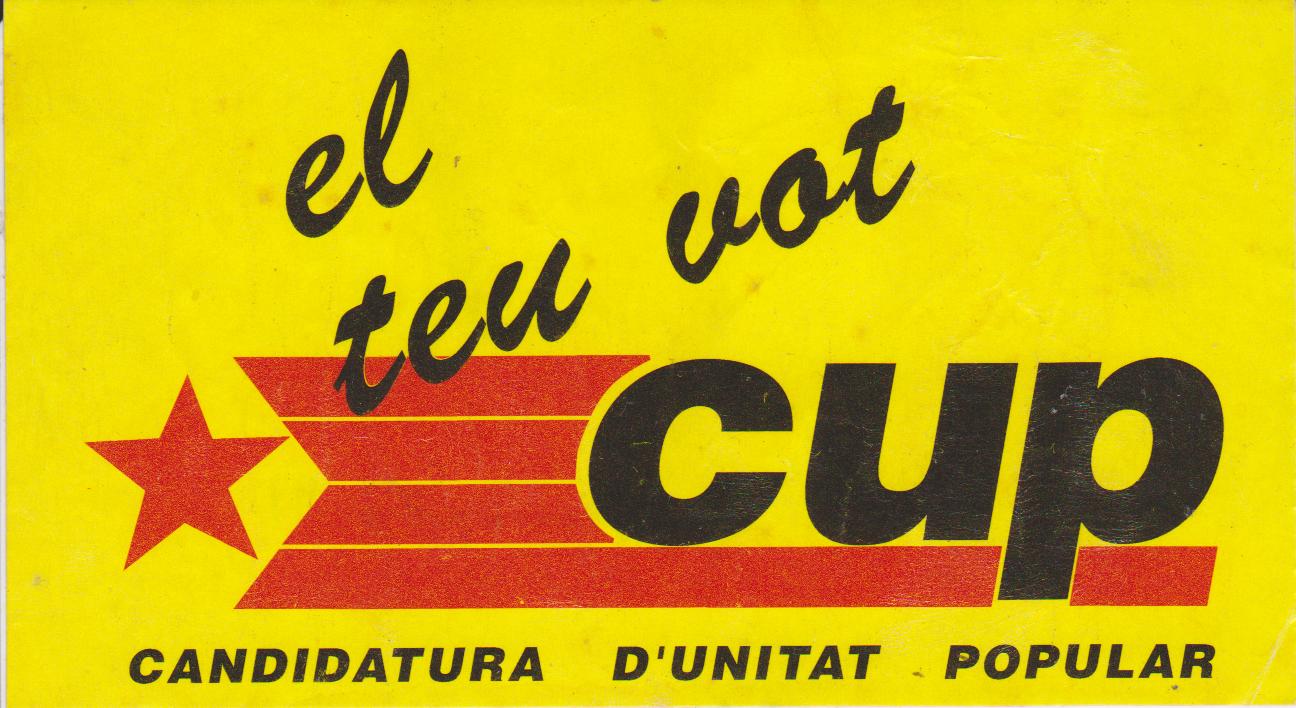 el
teu vot
cup
CANDIDATURA D'UNITAT POPULAR